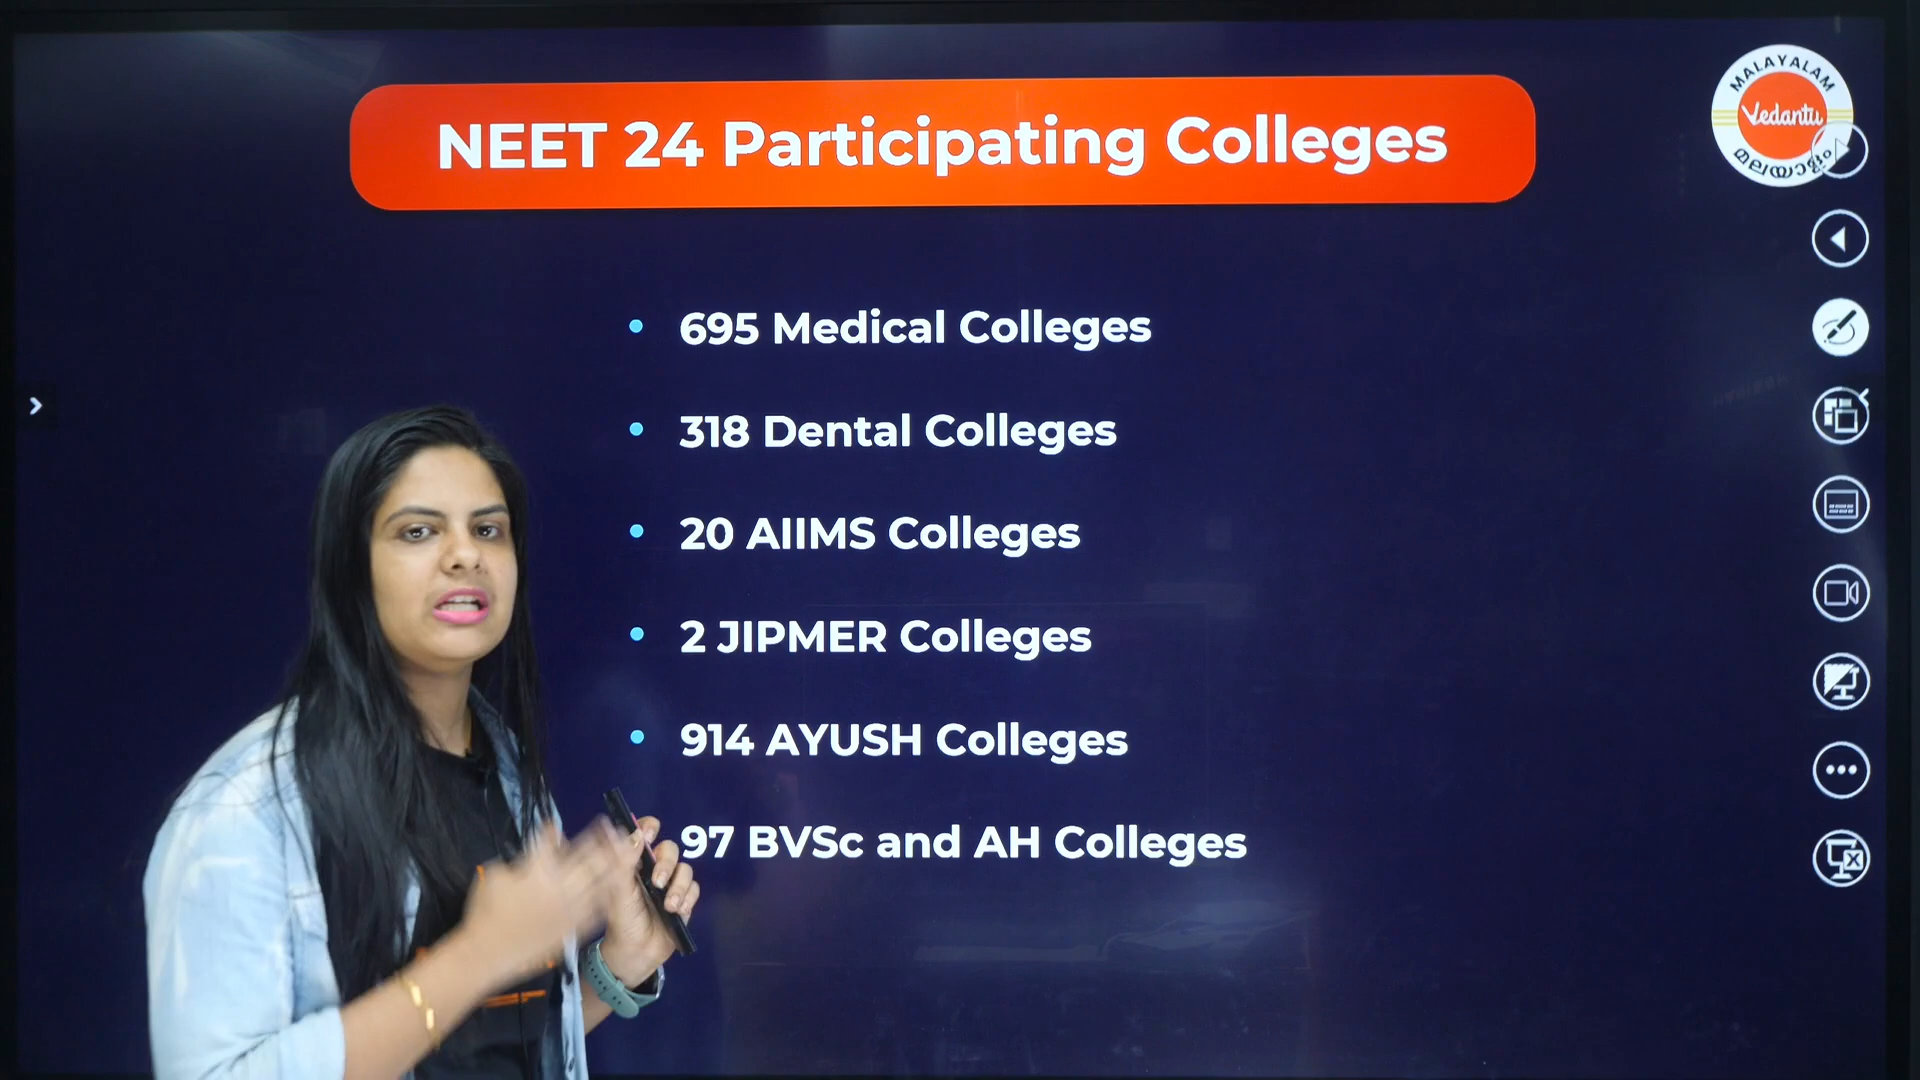 NEET 24 Participating Colleges
MALAYALAM
Vedantu
മലയാളം
• 695 Medical Colleges
• 318 Dental Colleges
• 20 AIIMS Colleges
• 2 JIPMER Colleges
• 914 AYUSH Colleges
97 BVSc and AH Colleges